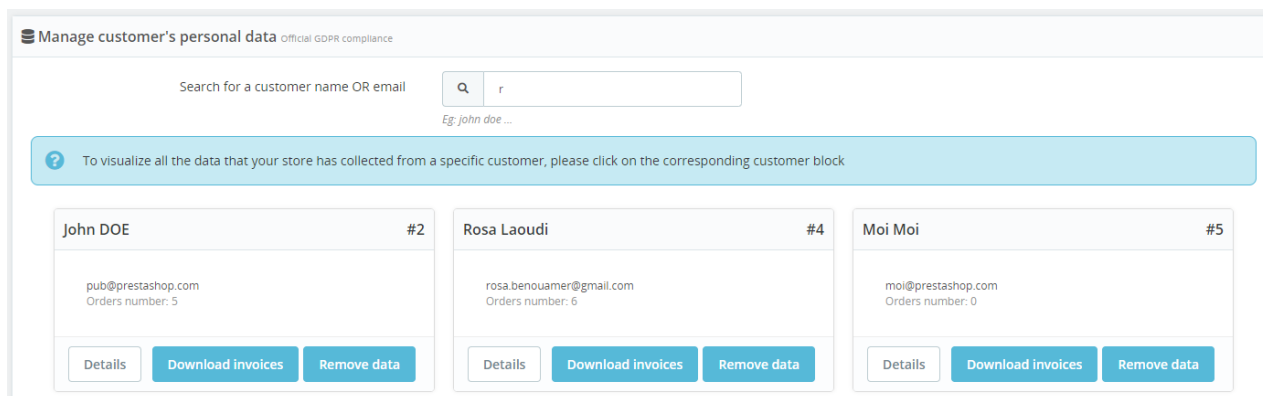 Manage customer's personal data Official GDPR compliance
Search for a customer name OR email
r
Eg: john doe ...
To visualize all the data that your store has collected from a specific customer, please click on the corresponding customer block
John DOE #2
pub@prestashop.com
Orders number: 5
Details Download invoices Remove data
Rosa Laoudi #4
rosa.benouamer@gmail.com
Orders number: 6
Details Download invoices Remove data
Moi Moi #5
moi@prestashop.com
Orders number: 0
Details Download invoices Remove data